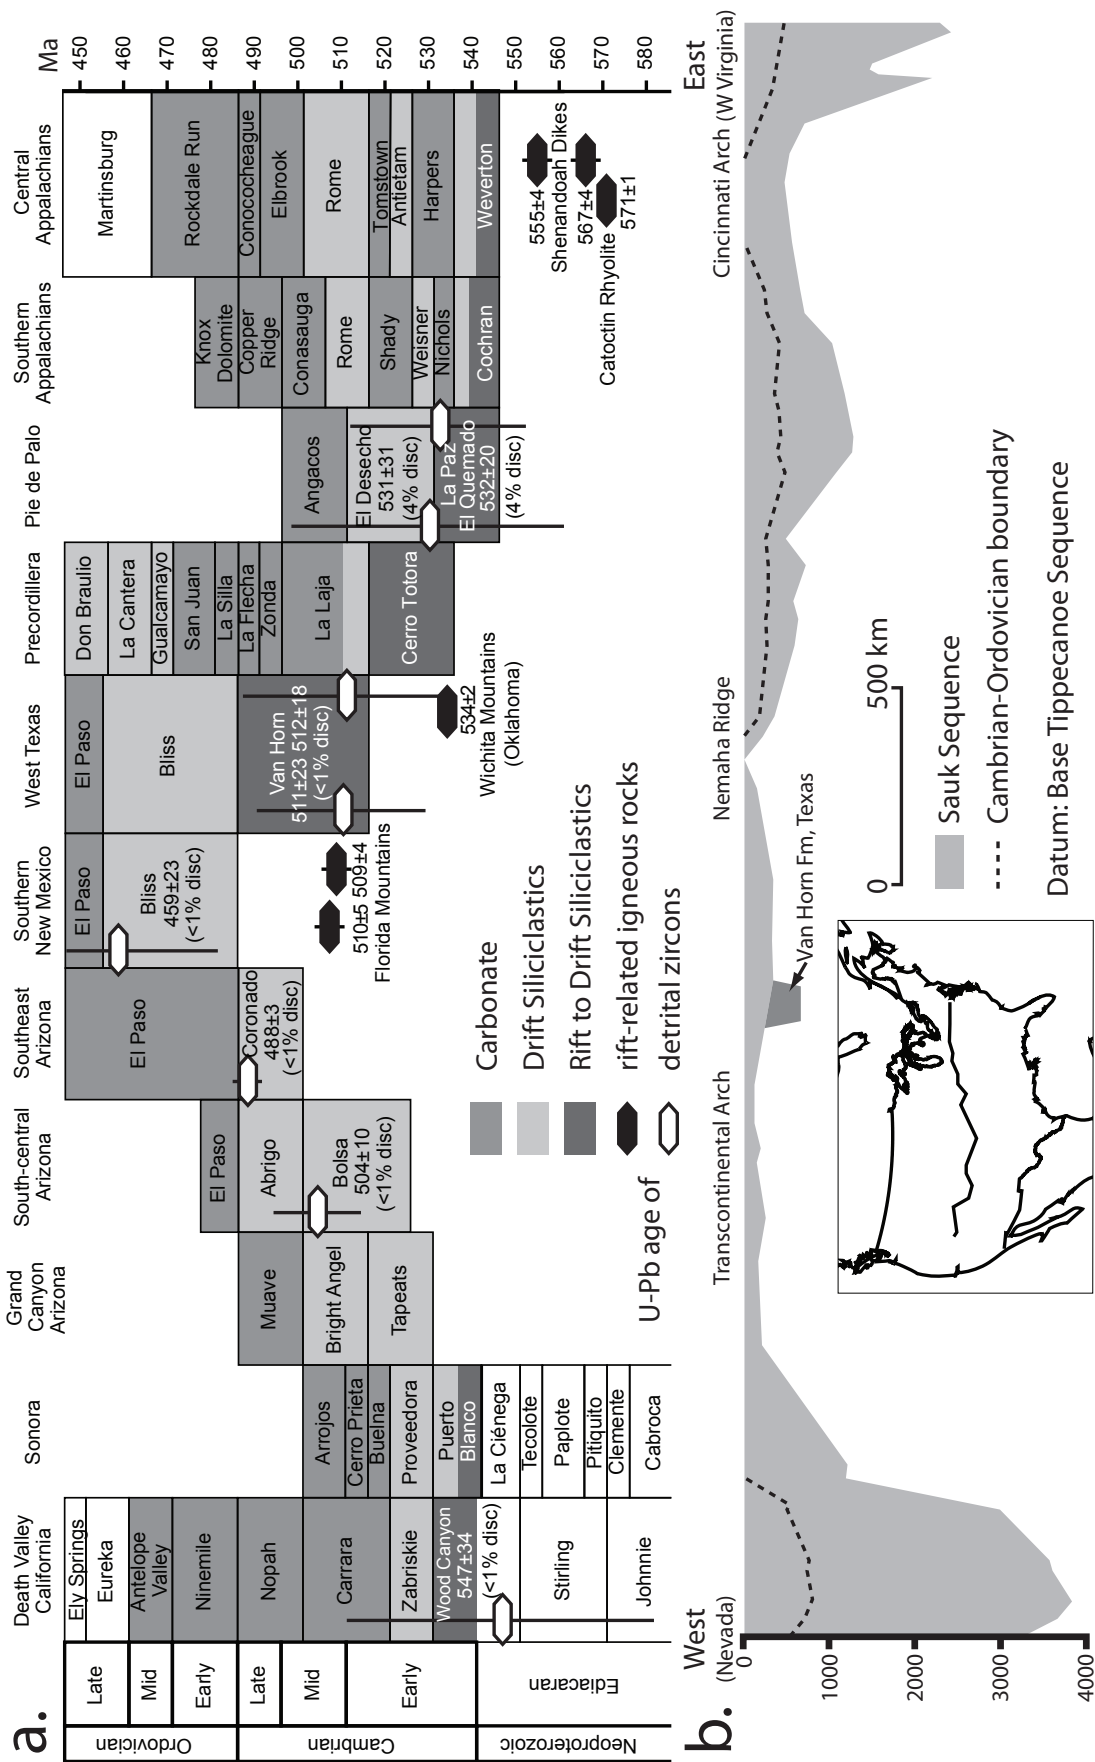 a.
Ma
450
460
470
480
490
500
510
520
530
540
550
560
570
580
Ordovician
Cambrian
Neoproterozoic
Late
Mid
Early
Late
Mid
Early
Ediacaran
Death Valley
California
Ely Springs
Eureka
Antelope
Valley
Ninemile
Nopah
Carrara
Zabriskie
Wood Canyon
547±34
(<1% disc)
Stirling
Johnnie
Sonora
Arrojos
Cerro Prieta
Buelna
Proveedora
Puerto
Blanco
La Ciénega
Tecolote
Paplote
Pitiquito
Clemente
Cabroca
Grand
Canyon
Arizona
Muave
Bright Angel
Tapeats
South-central
Arizona
El Paso
Abrigo
Bolsa
504±10
(<1% disc)
Southeast
Arizona
El Paso
Coronado
488±3
(<1% disc)
Southern
New Mexico
El Paso
Bliss
459±23
(<1% disc)
510±5 509±4
Florida Mountains
West Texas
El Paso
Bliss
Van Horn
511±23 512±18
(<1% disc)
534±2
Wichita Mountains
(Oklahoma)
Precordillera
Don Braulio
La Cantera
Gualcamayo
San Juan
La Silla
La Flecha
Zonda
La Laja
Cerro Totora
Pie de Palo
Angacos
El Desecho
531±31
(4% disc)
La Paz
El Quemado
532±20
(4% disc)
Southern
Appalachians
Knox
Dolomite
Copper
Ridge
Conasauga
Rome
Shady
Weisner
Nichols
Cochran
Central
Appalachians
Martinsburg
Rockdale Run
Conococheague
Elbrook
Rome
Tomstown
Antietam
Harpers
Weverton
555±4
Shenandoah Dikes
567±4
Catoctin Rhyolite
571±1
Carbonate
Drift Siliciclastics
Rift to Drift Siliciclastics
rift-related igneous rocks
U-Pb age of
detrital zircons
b.
West
(Nevada)
Transcontinental Arch
Nemaha Ridge
Cincinnati Arch
(W Virginia)
East
0
1000
2000
3000
4000
Van Horn Fm, Texas
0
500 km
Sauk Sequence
Cambrian-Ordovician boundary
Datum: Base Tippecanoe Sequence